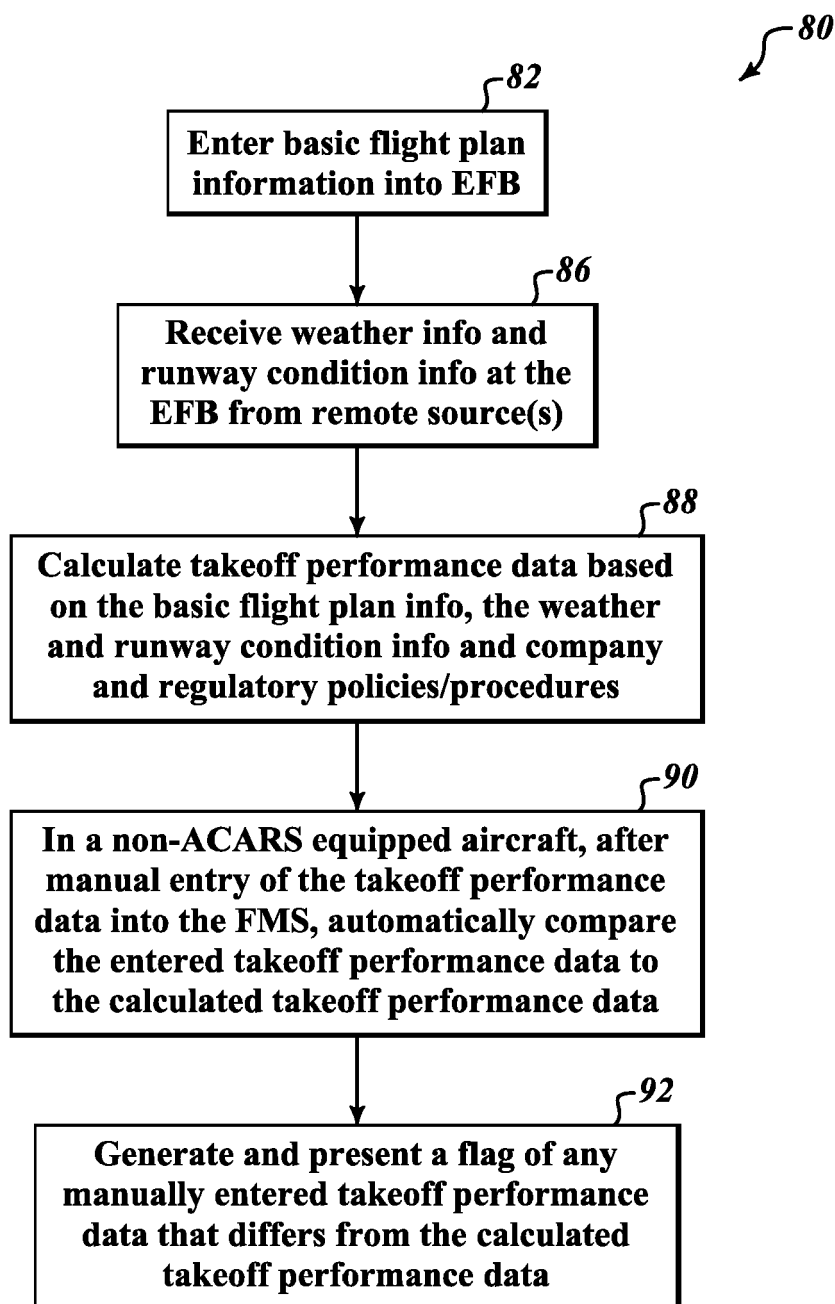 80
82
Enter basic flight plan
information into EFB
86
Receive weather info and
runway condition info at the
EFB from remote source(s)
88
Calculate takeoff performance data based
on the basic flight plan info, the weather
and runway condition info and company
and regulatory policies/procedures
90
In a non-ACARS equipped aircraft, after
manual entry of the takeoff performance
data into the FMS, automatically compare
the entered takeoff performance data to
the calculated takeoff performance data
92
Generate and present a flag of any
manually entered takeoff performance
data that differs from the calculated
takeoff performance data